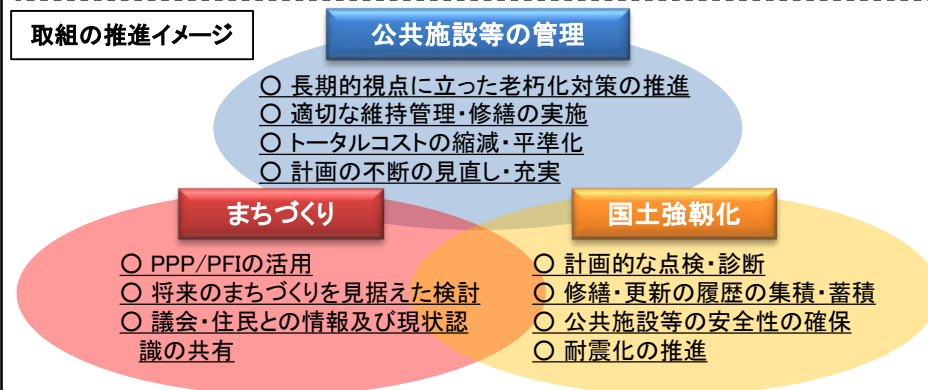 取組の推進イメージ
公共施設等の管理
○ 長期的視点に立った老朽化対策の推進
○ 適切な維持管理・修繕の実施
○ トータルコストの縮減・平準化
○ 計画の不断の見直し・充実
まちづくり
○ PPP/PFIの活用
○ 将来のまちづくりを見据えた検討
○ 議会・住民との情報及び現状認
識の共有
国土強靱化
○ 計画的な点検・診断
○ 修繕・更新の履歴の集積・蓄積
○ 公共施設等の安全性の確保
○ 耐震化の推進